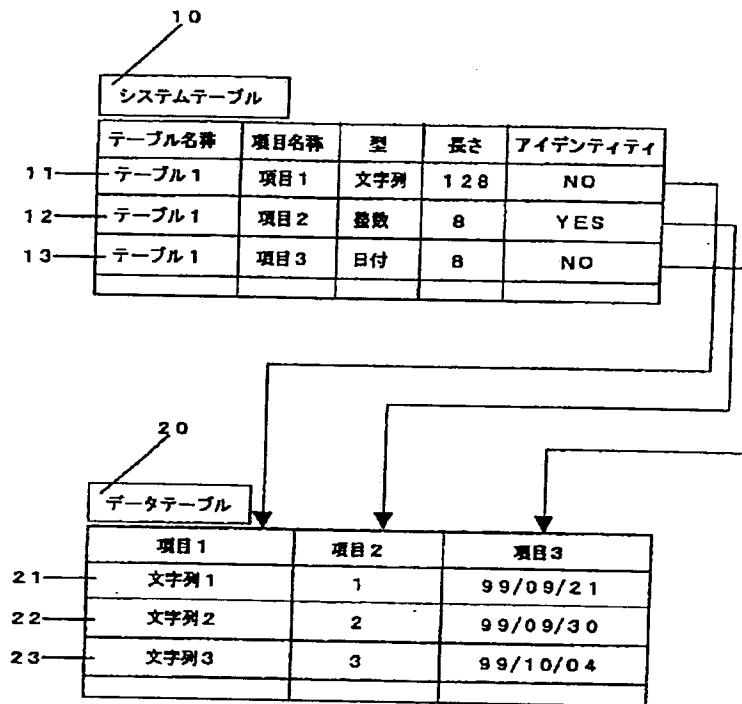 10
システムテーブル
テーブル名称 項目名称 型 長さ アイデンティティ
11 テーブル1 項目1 文字列 128 NO
12 テーブル1 項目2 整数 8 YES
13 テーブル1 項目3 日付 8 NO
20
データテーブル
項目1 項目2 項目3
21 文字列1 1 99/09/21
22 文字列2 2 99/09/30
23 文字列3 3 99/10/04